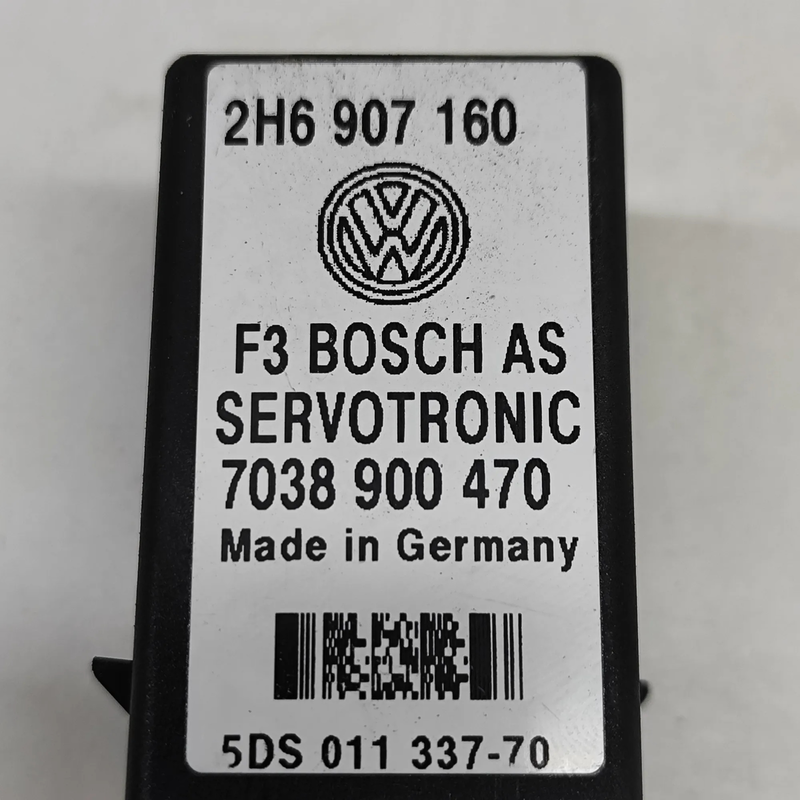 2H6 907 160
F3 BOSCH AS
SERVOTRONIC
7038 900 470
Made in Germany
5DS 011 337-70